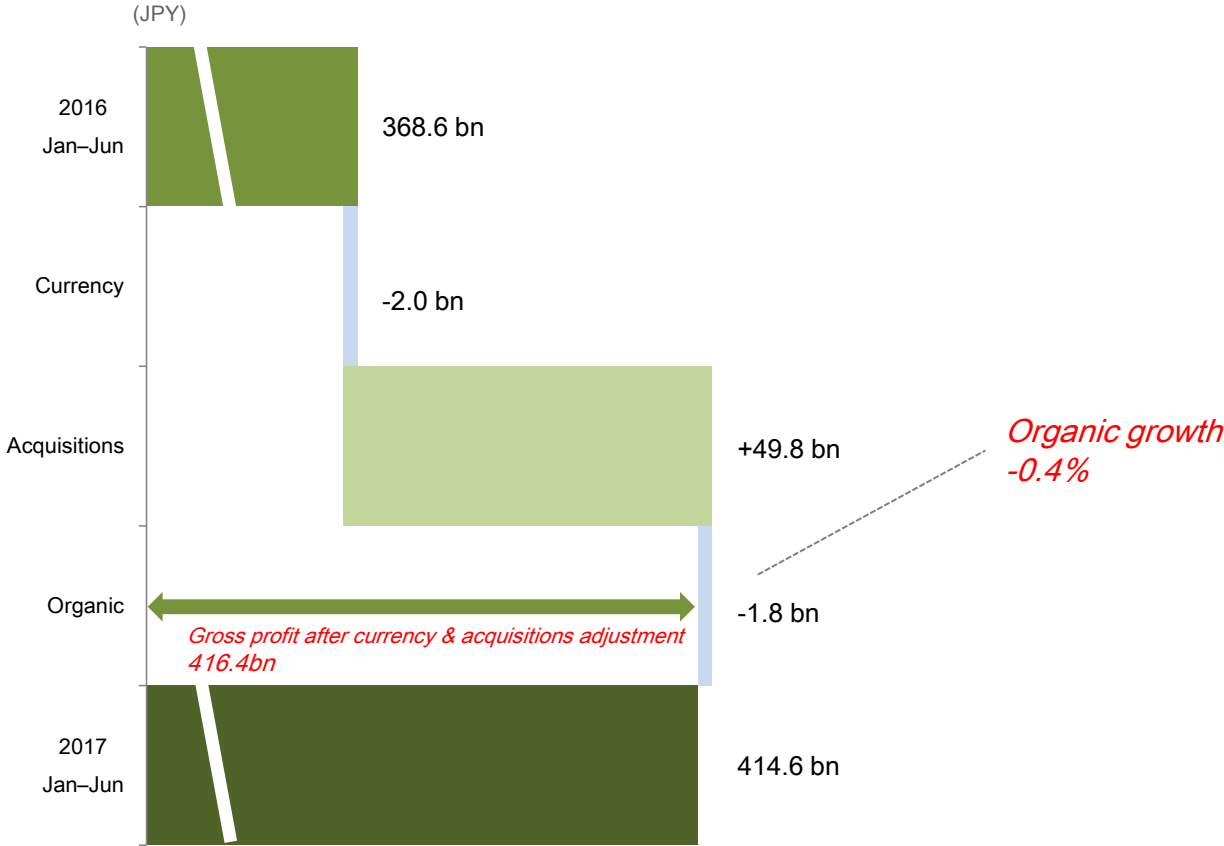 (JPY)
2016
Jan–Jun
368.6 bn
Currency
-2.0 bn
Acquisitions
+49.8 bn
Organic growth
-0.4%
Organic
-1.8 bn
Gross profit after currency & acquisitions adjustment
416.4bn
2017
Jan–Jun
414.6 bn